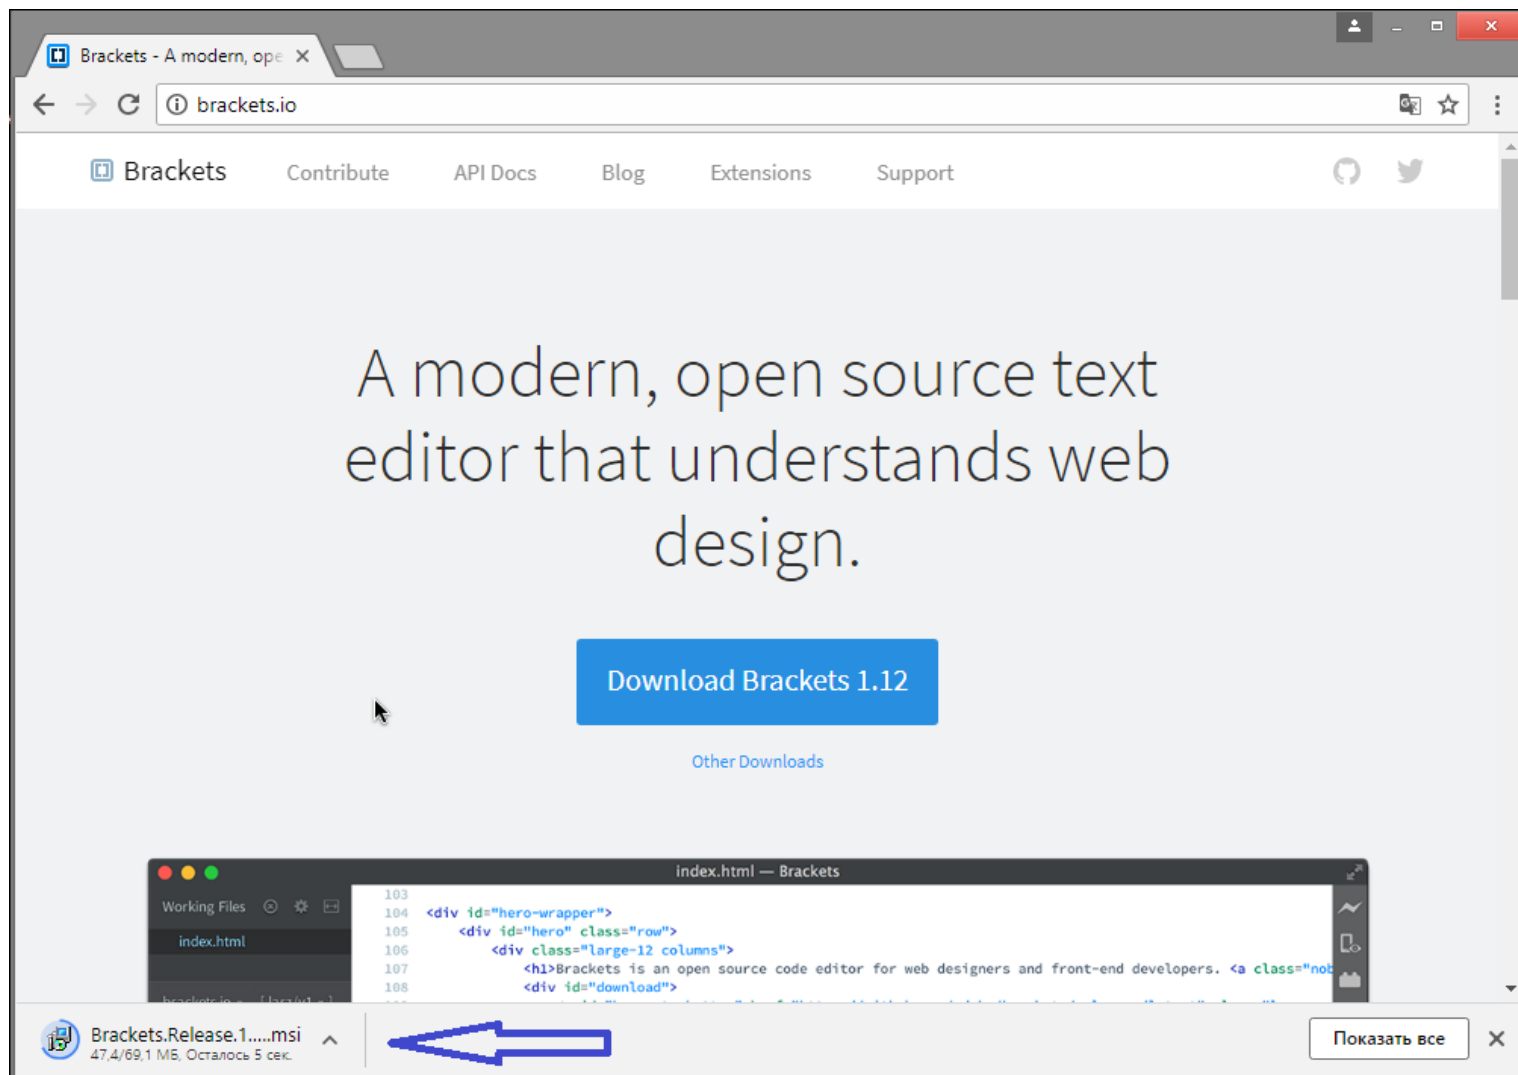 Brackets - A modern, ope
brackets.io
Brackets Contribute API Docs Blog Extensions Support
A modern, open source text
editor that understands web
design.
Download Brackets 1.12
Other Downloads
index.html — Brackets
Working Files
index.html
103
104 <div id="hero-wrapper">
105 <div id="hero" class="row">
106 <div class="large-12 columns">
107 <h1>Brackets is an open source code editor for web designers and front-end developers. <a class="nob
108 <div id="download">
Brackets.Release.1.....msi
47,4/69,1 МБ, Осталось 5 сек.
Показать все